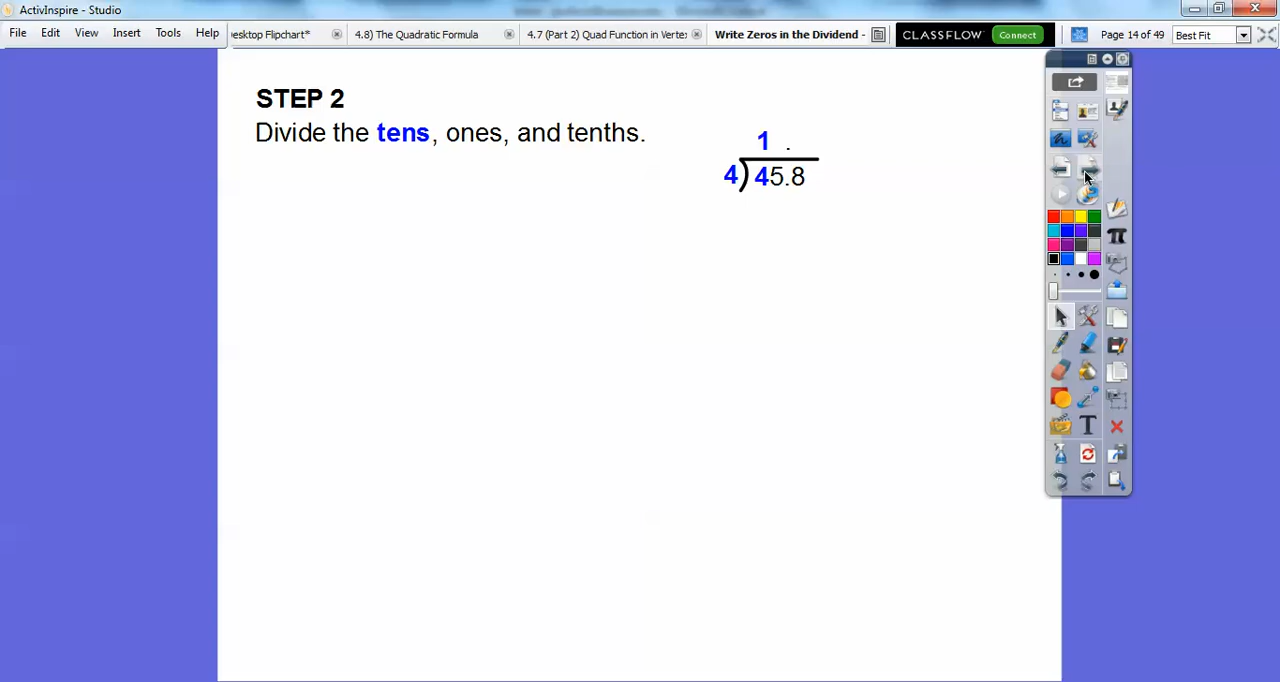 ActivInspire - Studio
File Edit View Insert Tools Help
esktop Flipchart* 4.8) The Quadratic Formula 4.7 (Part 2) Quad Function in Verte: Write Zeros in the Dividend - CLASSFLOW Connect Page 14 of 49 Best Fit
STEP 2
Divide the tens, ones, and tenths.
1 .
4)45.8